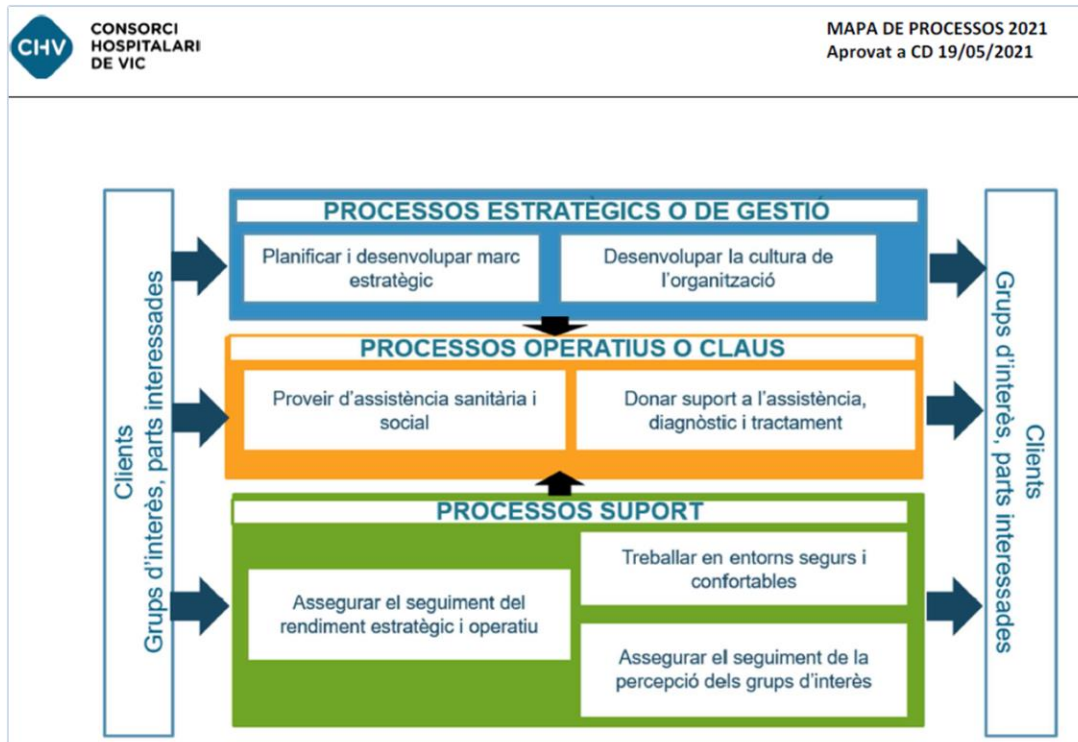 CHV
CONSORCI
HOSPITALARI
DE VIC
MAPA DE PROCESSOS 2021
Aprovat a CD 19/05/2021
Clients
Grups d'interès, parts interessades
PROCESSOS ESTRATÈGICS O DE GESTIÓ
Planificar i desenvolupar marc
estratègic
Desenvolupar la cultura de
l'organització
PROCESSOS OPERATIUS O CLAUS
Proveir d'assistència sanitària i
social
Donar suport a l'assistència,
diagnòstic i tractament
PROCESSOS SUPORT
Assegurar el seguiment del
rendiment estratègic i operatiu
Treballar en entorns segurs i
confortables
Assegurar el seguiment de la
percepció dels grups d'interès
Clients
Grups d'interès, parts interessades